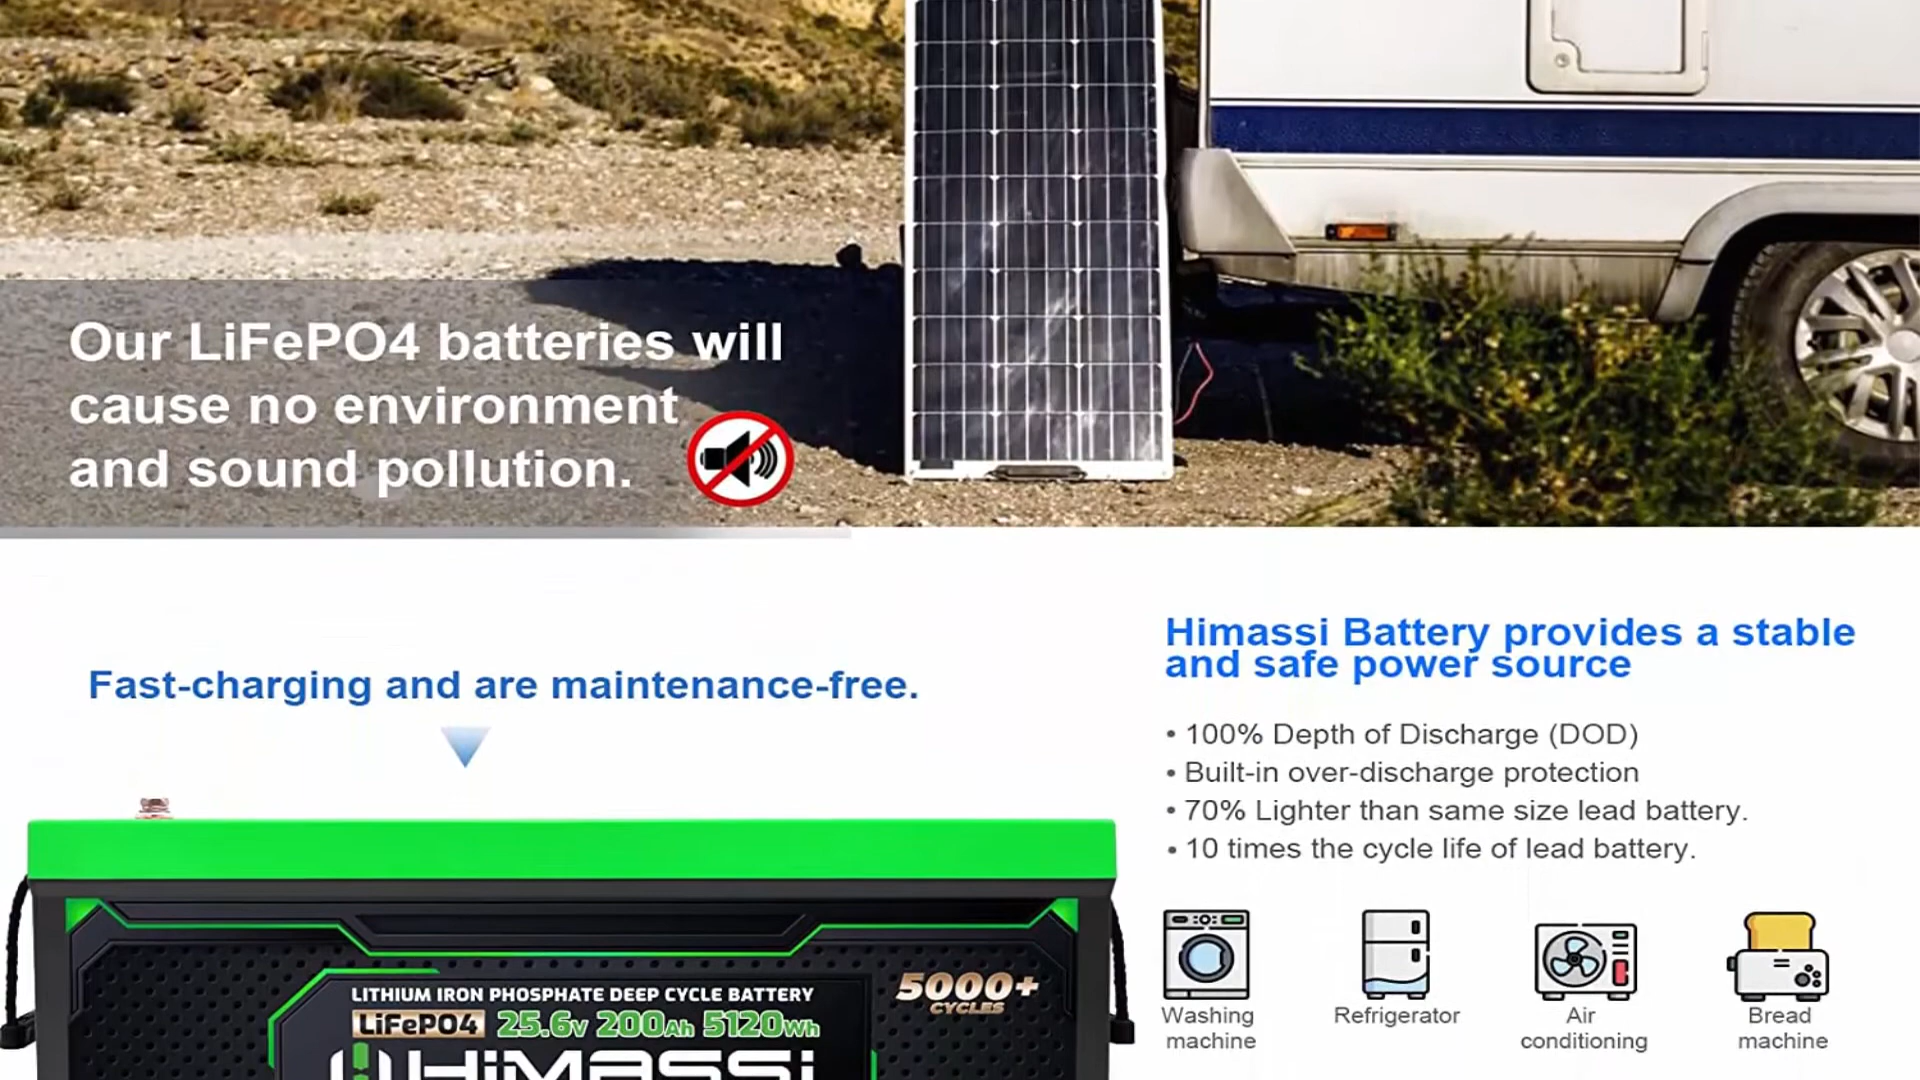 Our LiFePO4 batteries will
cause no environment
and sound pollution.
Fast-charging and are maintenance-free.
Himassi Battery provides a stable
and safe power source
• 100% Depth of Discharge (DOD)
• Built-in over-discharge protection
• 70% Lighter than same size lead battery.
• 10 times the cycle life of lead battery.
5000+
CYCLES
LITHIUM IRON PHOSPHATE DEEP CYCLE BATTERY
LiFePO4 25.6V 200Ah 5120Wh
HiMASSi
Washing
machine
Refrigerator
Air
conditioning
Bread
machine